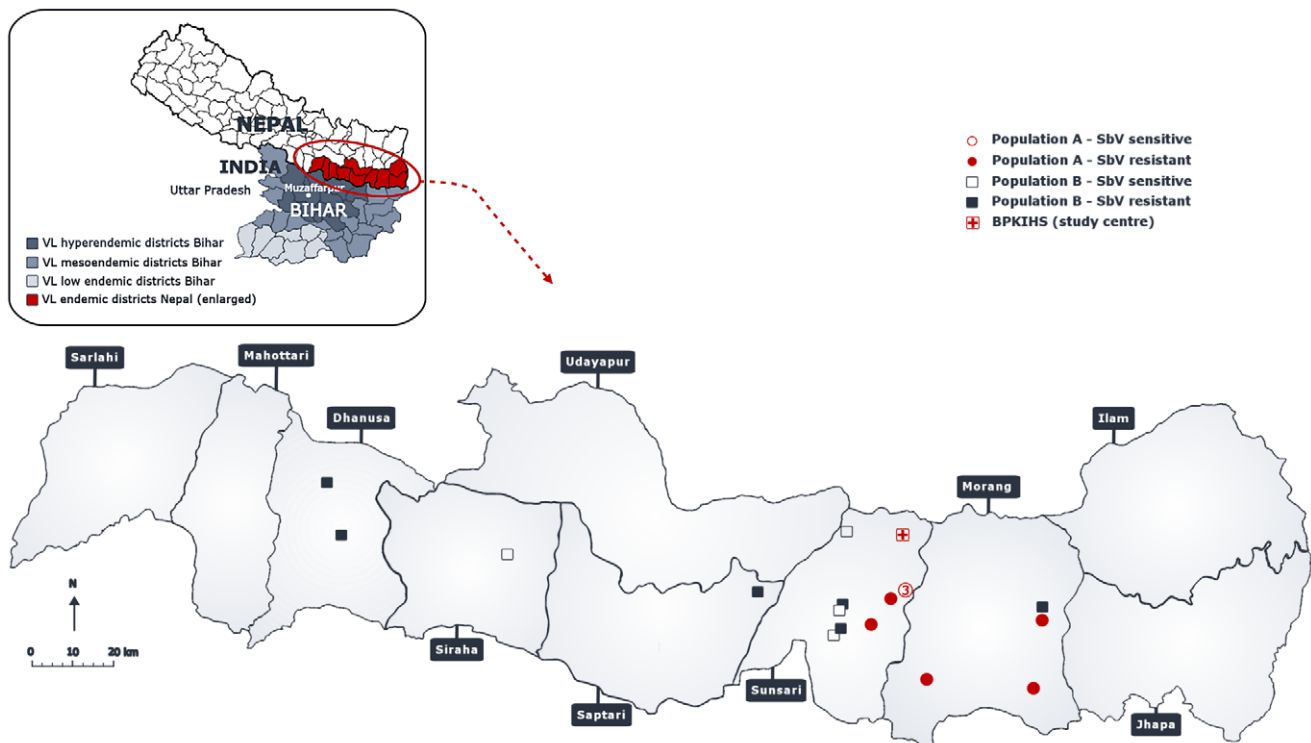 NEPAL
INDIA
Uttar Pradesh
Muzaffarpur
BIHAR
VL hyperendemic districts Bihar
VL mesoendemic districts Bihar
VL low endemic districts Bihar
VL endemic districts Nepal (enlarged)
Population A - SbV sensitive
Population A - SbV resistant
Population B - SbV sensitive
Population B - SbV resistant
BPKIHS (study centre)
Sarlahi
Mahottari
Udayapur
Dhanusa
Ilam
Morang
3
N
0 10 20 km
Siraha
Sunsari
Saptari
Jhapa